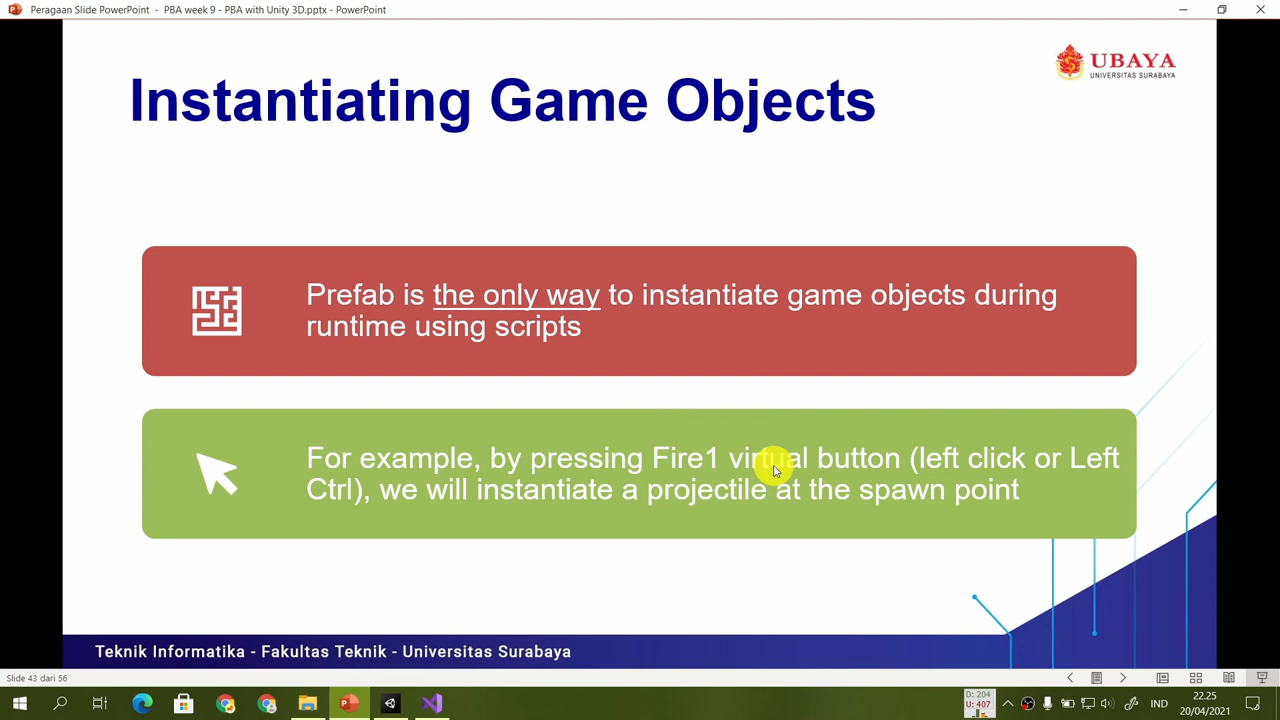 Peragaan Slide PowerPoint - PBA week 9 - PBA with Unity 3D.pptx - PowerPoint
UBAYA
UNIVERSITAS SURABAYA
Instantiating Game Objects
Prefab is the only way to instantiate game objects during
runtime using scripts
For example, by pressing Fire1 virtual button (left click or Left
Ctrl), we will instantiate a projectile at the spawn point
Teknik Informatika - Fakultas Teknik - Universitas Surabaya
Slide 43 dari 56
D: 204
U: 407
IND
22.25
20/04/2021